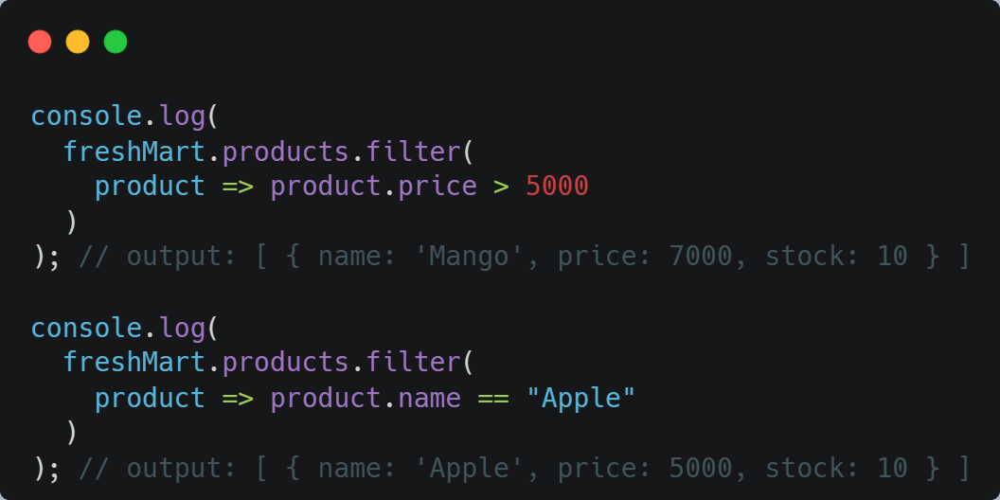 console.log(
  freshMart.products.filter(
    product => product.price > 5000
  )
); // output: [ { name: 'Mango', price: 7000, stock: 10 } ]

console.log(
  freshMart.products.filter(
    product => product.name == "Apple"
  )
); // output: [ { name: 'Apple', price: 5000, stock: 10 } ]